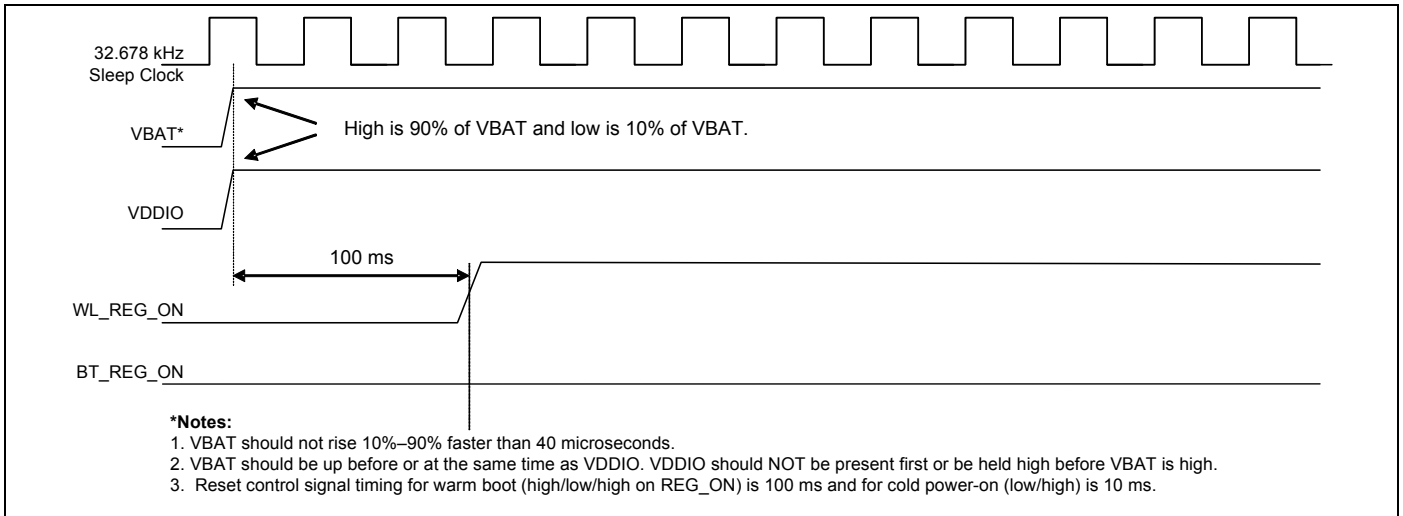 32.678 kHz
Sleep Clock
VBAT*
High is 90% of VBAT and low is 10% of VBAT.
VDDIO
100 ms
WL_REG_ON
BT_REG_ON
*Notes:
1. VBAT should not rise 10%–90% faster than 40 microseconds.
2. VBAT should be up before or at the same time as VDDIO. VDDIO should NOT be present first or be held high before VBAT is high.
3. Reset control signal timing for warm boot (high/low/high on REG_ON) is 100 ms and for cold power-on (low/high) is 10 ms.